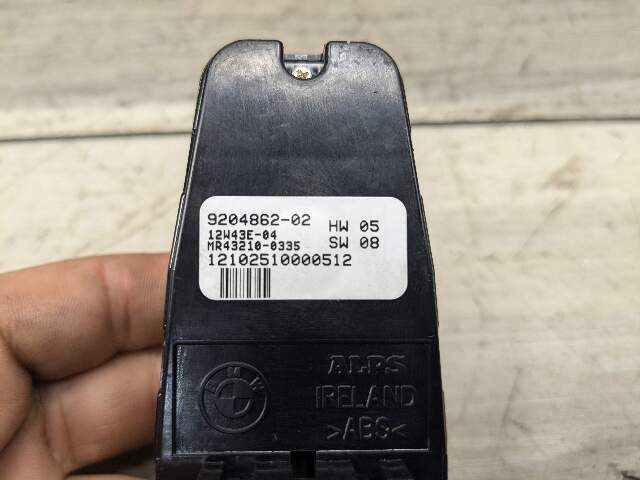 9204862-02 HW 05
12W43E-04
MR43210-0335 SW 08
12102510000512
BMW
ALPS
IRELAND
>ABS<